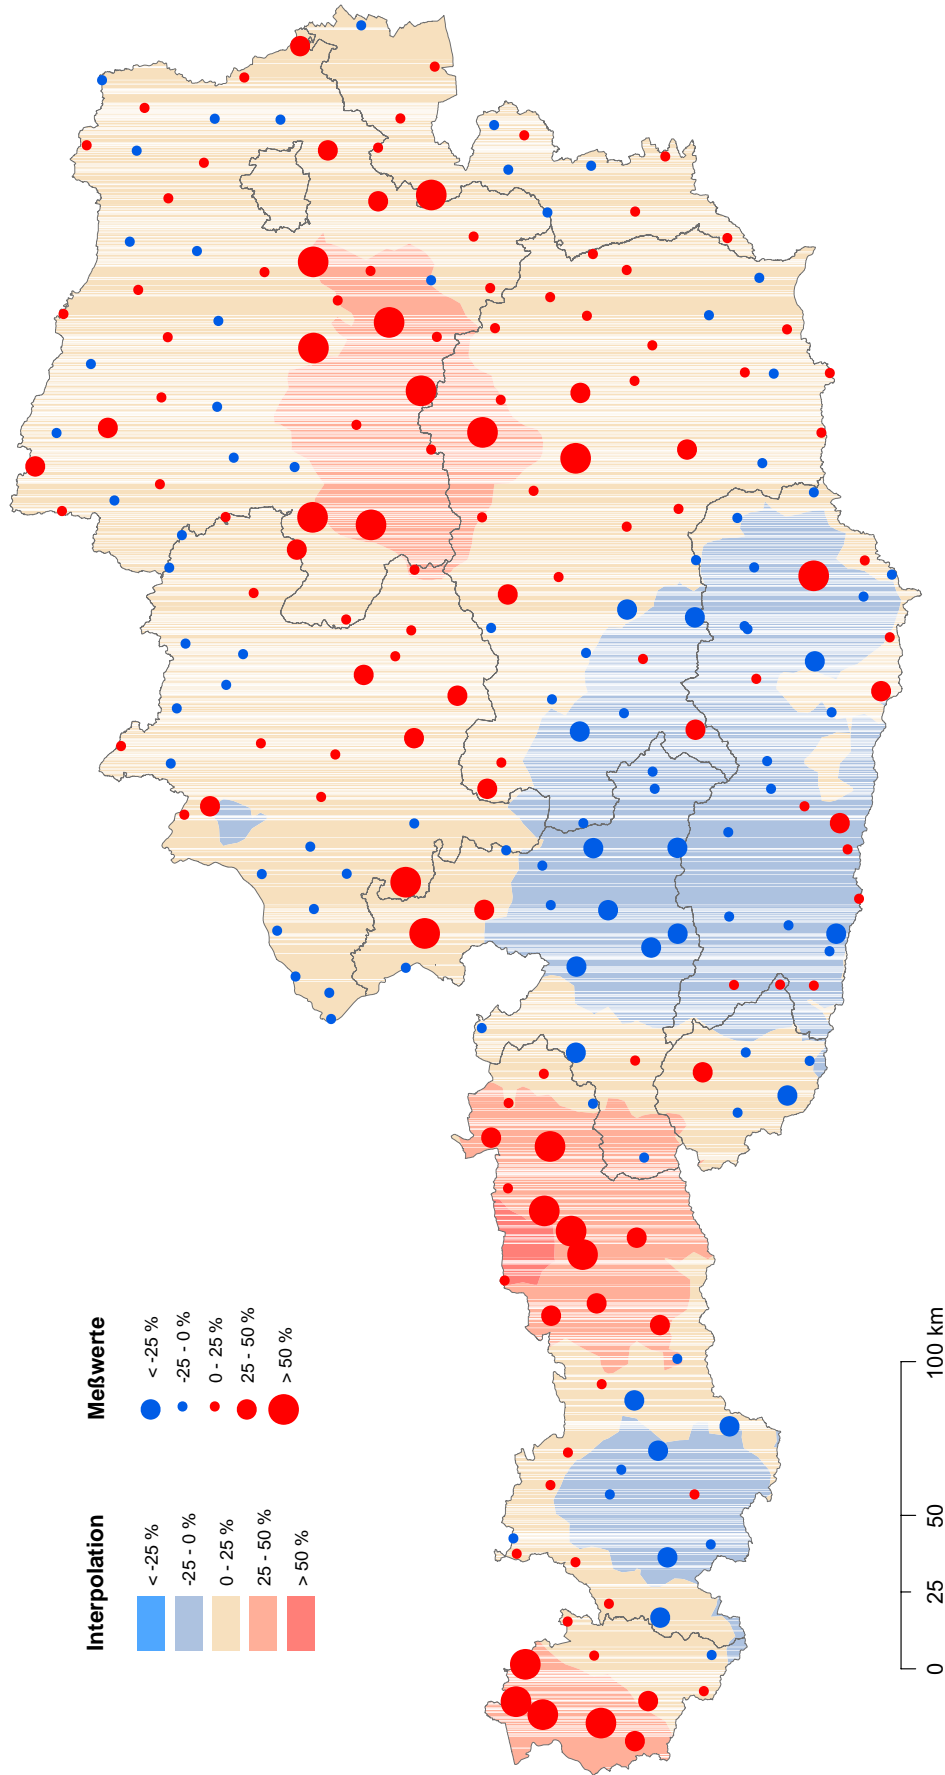 Interpolation
< -25 %
-25 - 0 %
0 - 25 %
25 - 50 %
> 50 %
Meßwerte
< -25 %
-25 - 0 %
0 - 25 %
25 - 50 %
> 50 %
0 25 50 100 km